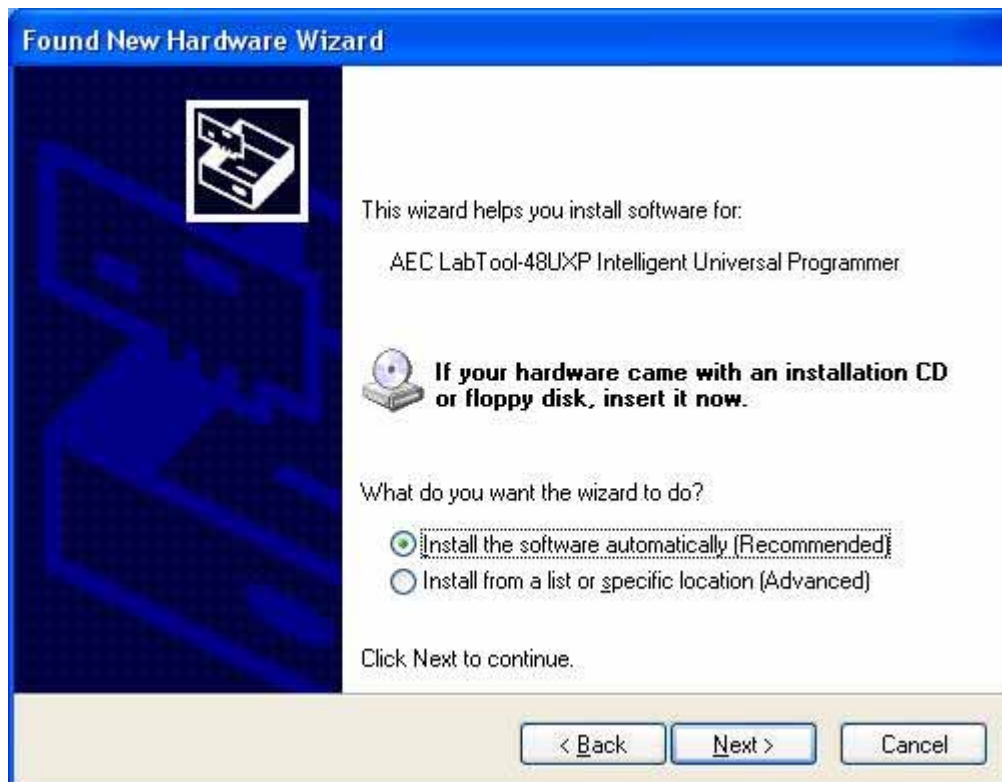 Found New Hardware Wizard
This wizard helps you install software for:
AEC LabTool-48UXP Intelligent Universal Programmer
If your hardware came with an installation CD
or floppy disk, insert it now.
What do you want the wizard to do?
Install the software automatically (Recommended)
Install from a list or specific location (Advanced)
Click Next to continue.
< Back Next > Cancel